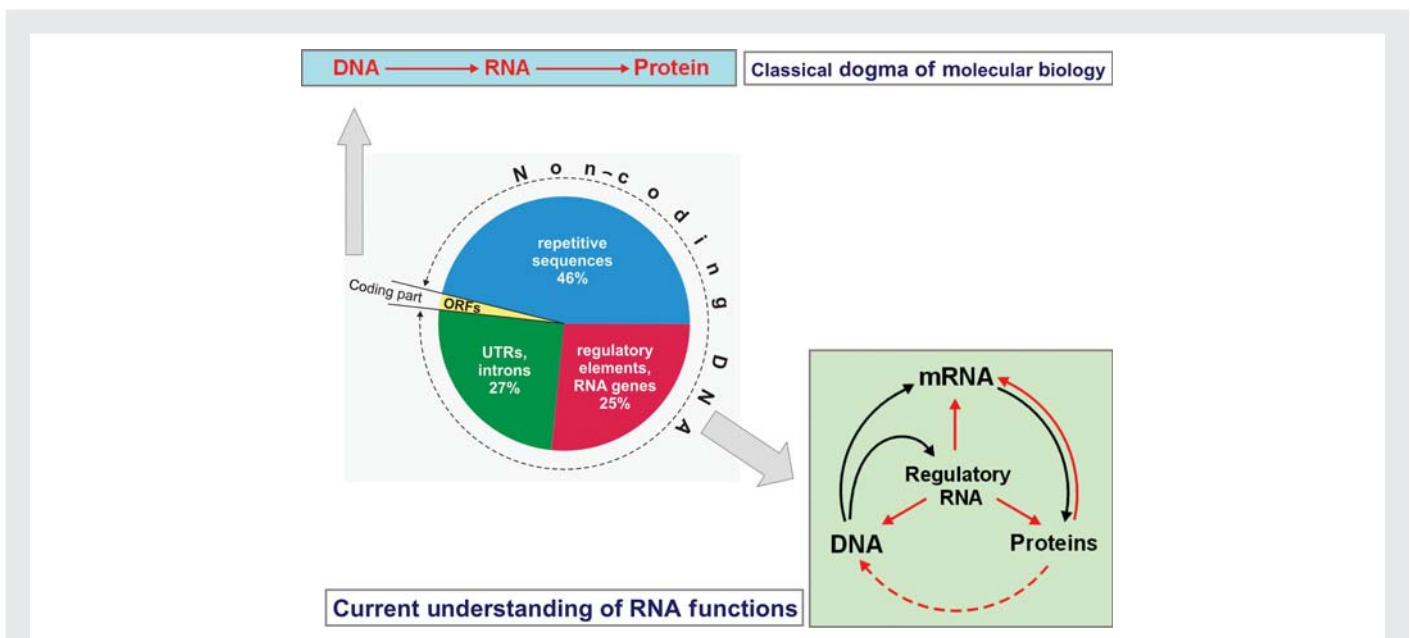 DNA RNA Protein
Classical dogma of molecular biology
Non-coding DNA
repetitive
sequences
46%
Coding part
ORFs
UTRs,
introns
27%
regulatory
elements,
RNA genes
25%
mRNA
Regulatory
RNA
DNA
Proteins
Current understanding of RNA functions